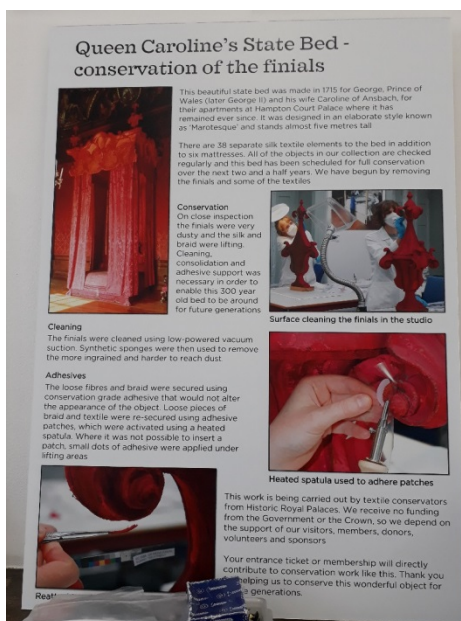 Queen Caroline's State Bed -
conservation of the finials
This beautiful state bed was made in 1715 for George, Prince of
Wales (later George II) and his wife Caroline of Ansbach, for
their apartments at Hampton Court Palace where it has
remained ever since. It was designed in an elaborate style known
as 'Marotesque' and stands almost five metres tall
There are 38 separate silk textile elements to the bed in addition
to six mattresses. All of the objects in our collection are checked
regularly and this bed has been scheduled for full conservation
over the next two and a half years. We have begun by removing
the finials and some of the textiles
Conservation
On close inspection
the finials were very
dusty and the silk and
braid were lifting.
Cleaning,
consolidation and
adhesive support was
necessary in order to
enable this 300 year
old bed to be around
for future generations
Surface cleaning the finials in the studio
Cleaning
The finials were cleaned using low-powered vacuum
suction. Synthetic sponges were then used to remove
the more ingrained and harder to reach dust
Adhesives
The loose fibres and braid were secured using
conservation grade adhesive that would not alter
the appearance of the object. Loose pieces of
braid and textile were re-secured using adhesive
patches, which were activated using a heated
spatula. Where it was not possible to insert a
patch, small dots of adhesive were applied under
lifting areas
Heated spatula used to adhere patches
This work is being carried out by textile conservators
from Historic Royal Palaces. We receive no funding
from the Government or the Crown, so we depend on
the support of our visitors, members, donors,
volunteers and sponsors
Your entrance ticket or membership will directly
contribute to conservation work like this. Thank you
helping us to conserve this wonderful object for
generations.